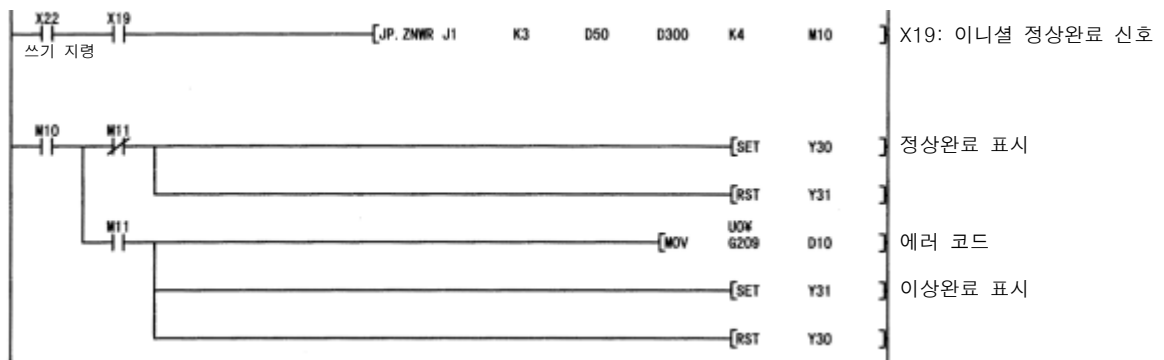 X22 X19
[JP.ZNWR J1 K3 D50 D300 K4 M10 ] X19: 이니셜 정상완료 신호
쓰기 지령
M10 M11
[SET Y30 ] 정상완료 표시
[RST Y31 ]
M11
[MOV U0¥ G209 D10 ] 에러 코드
[SET Y31 ] 이상완료 표시
[RST Y30 ]